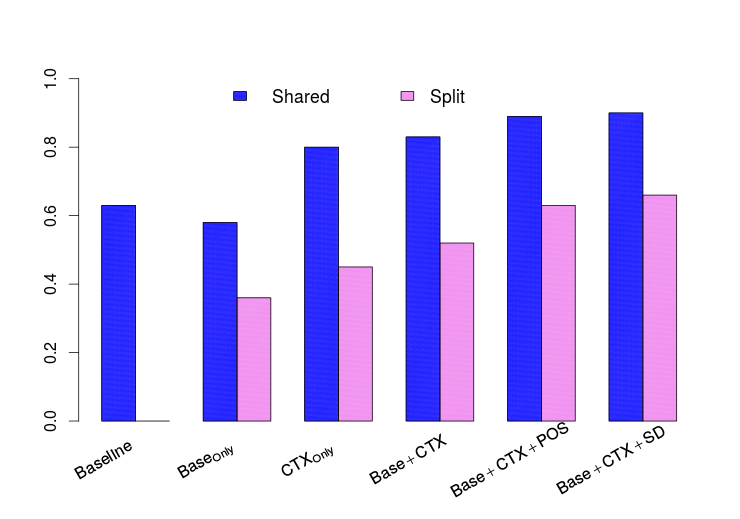 1.0
0.8
0.6
0.4
0.2
0.0
Shared
Split
Baseline
BaseOnly
CTXOnly
Base+CTX
Base+CTX+POS
Base+CTX+SD